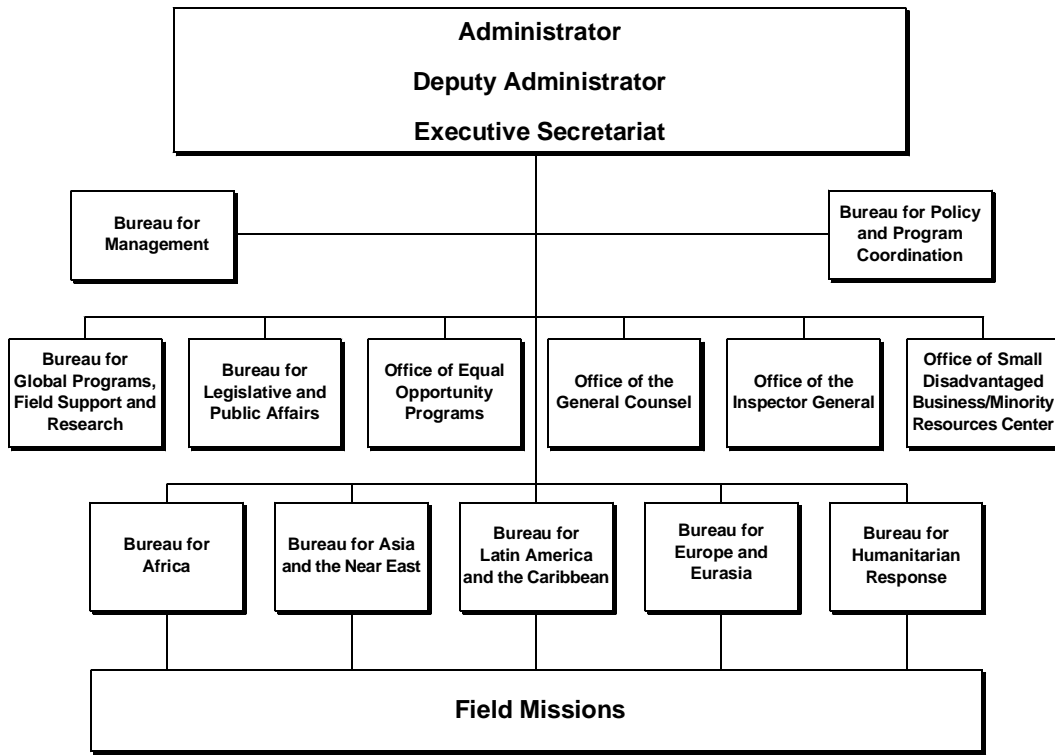 Administrator
Deputy Administrator
Executive Secretariat
Bureau for
Management
Bureau for Policy
and Program
Coordination
Bureau for
Global Programs,
Field Support and
Research
Bureau for
Legislative and
Public Affairs
Office of Equal
Opportunity
Programs
Office of the
General Counsel
Office of the
Inspector General
Office of Small
Disadvantaged
Business/Minority
Resources Center
Bureau for
Africa
Bureau for Asia
and the Near East
Bureau for
Latin America
and the Caribbean
Bureau for
Europe and
Eurasia
Bureau for
Humanitarian
Response
Field Missions